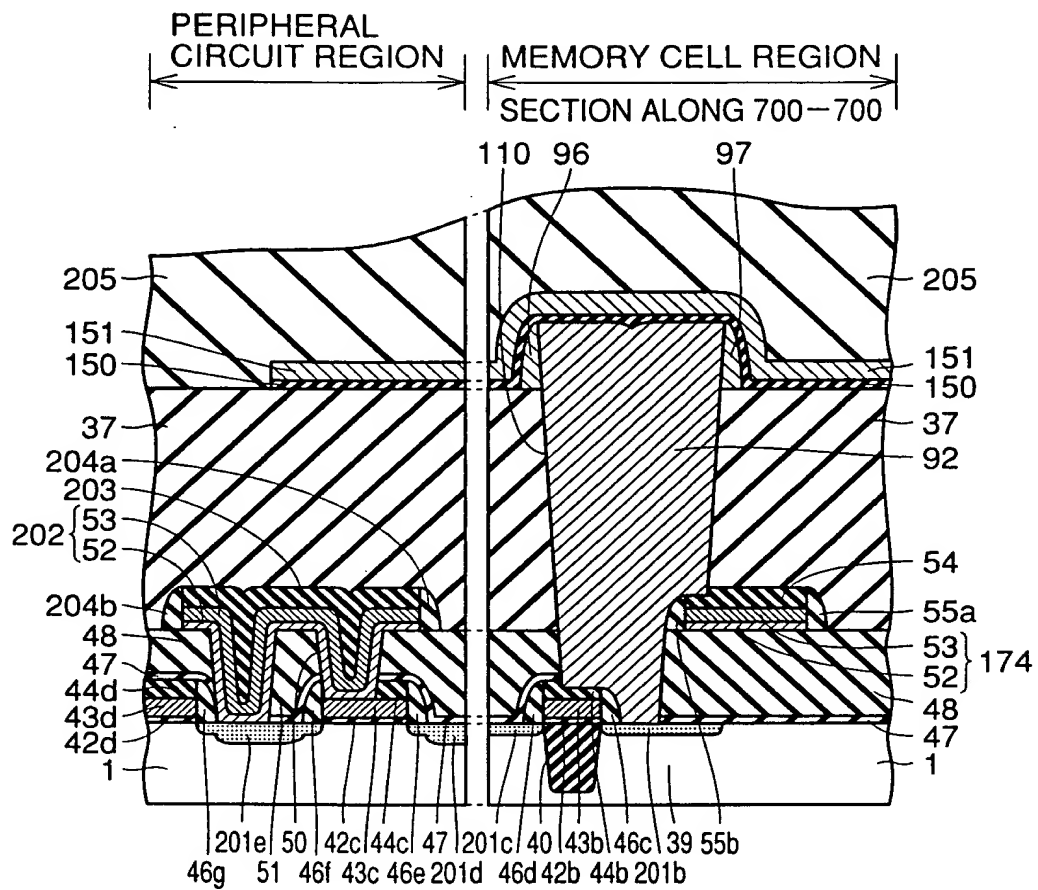 PERIPHERAL
CIRCUIT REGION
MEMORY CELL REGION
SECTION ALONG 700-700
110 96 97
205 205
151
150
151
150
37 37
204a 92
203
202 { 53
52
54
204b 55a
48
53
52 } 174
47
44d 48
43d
42d 47
1 1
201e 50 42c 44c 47 201c 40 43b 46c 39 55b
46g 51 46f 43c 46e 201d 46d 42b 44b 201b